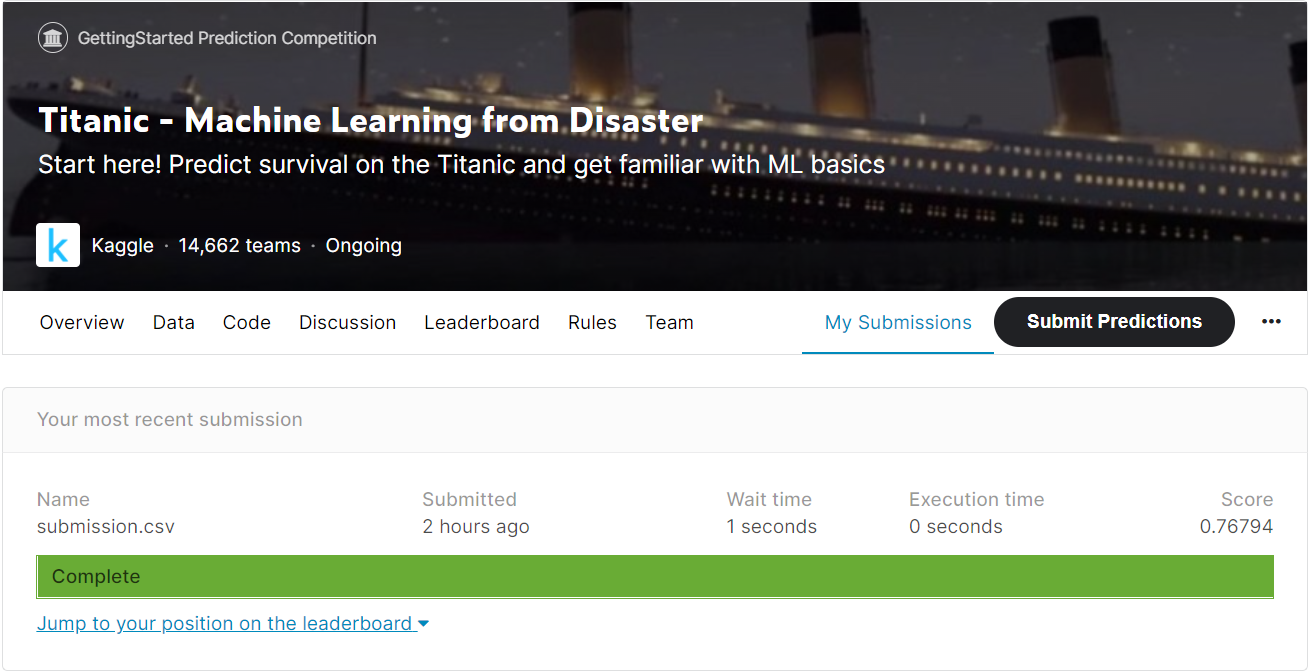 GettingStarted Prediction Competition
Titanic - Machine Learning from Disaster
Start here! Predict survival on the Titanic and get familiar with ML basics
k Kaggle · 14,662 teams · Ongoing
Overview Data Code Discussion Leaderboard Rules Team My Submissions Submit Predictions ···
Your most recent submission
Name Submitted Wait time Execution time Score
submission.csv 2 hours ago 1 seconds 0 seconds 0.76794
Complete
Jump to your position on the leaderboard